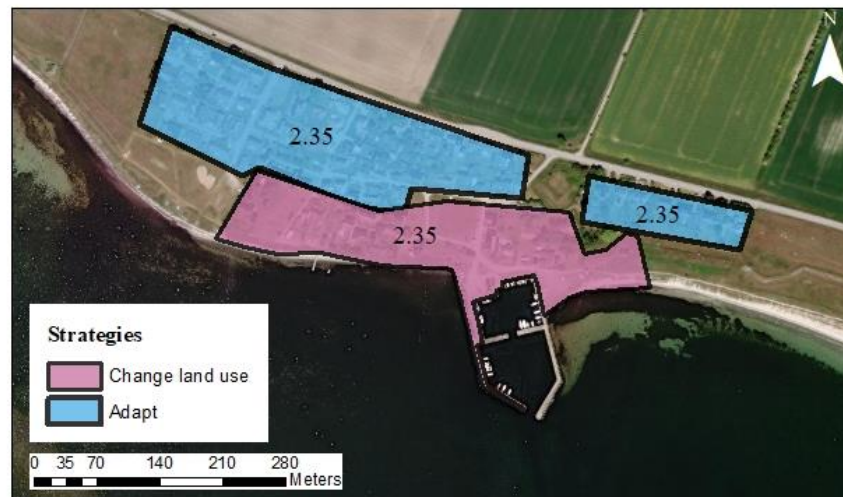 N
2.35
2.35
2.35
Strategies
Change land use
Adapt
0 35 70 140 210 280
Meters